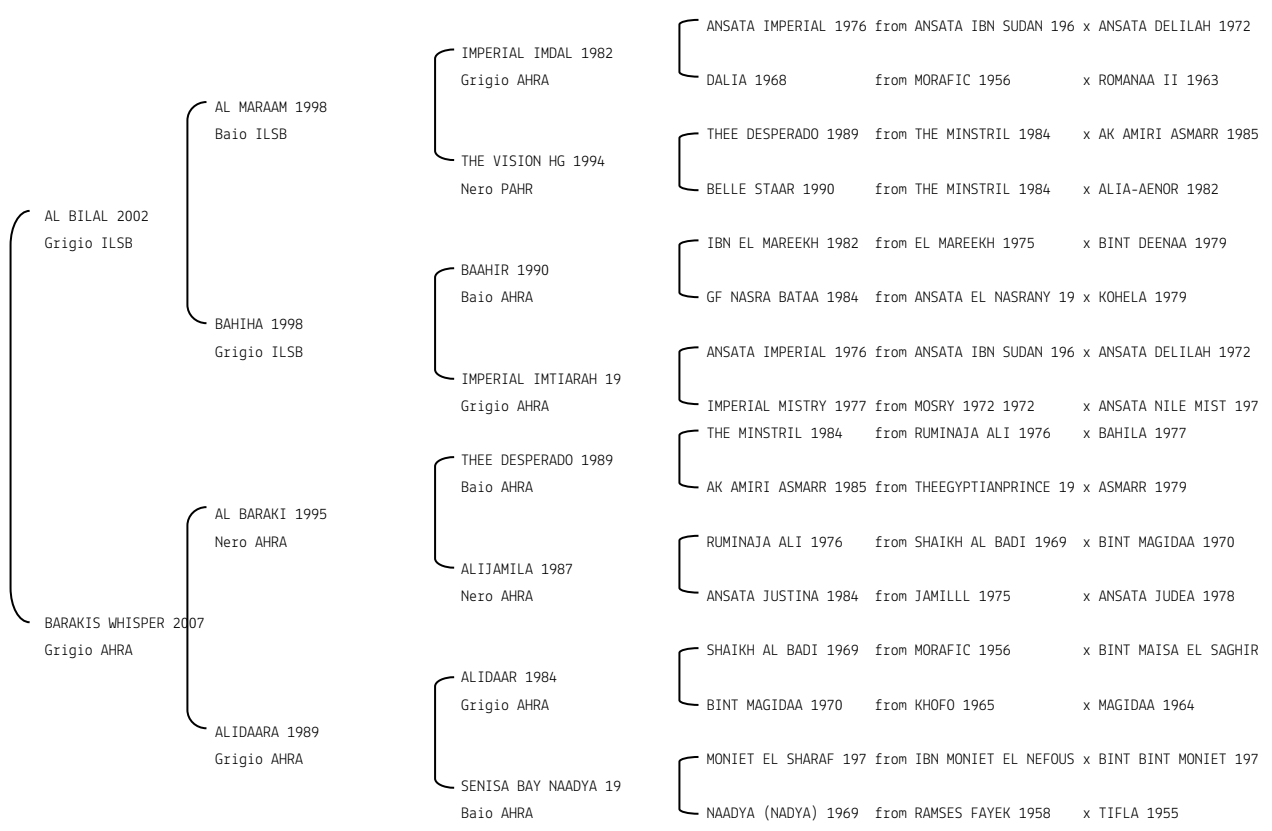 ANSATA IMPERIAL 1976 from ANSATA IBN SUDAN 196 x ANSATA DELILAH 1972
IMPERIAL IMDAL 1982
Grigio AHRA
DALIA 1968 from MORAFIC 1956 x ROMANAA II 1963
AL MARAAM 1998
Baio ILSB
THEE DESPERADO 1989 from THE MINSTRIL 1984 x AK AMIRI ASMARR 1985
THE VISION HG 1994
Nero PAHR
BELLE STAAR 1990 from THE MINSTRIL 1984 x ALIA-AENOR 1982
AL BILAL 2002
Grigio ILSB
IBN EL MAREEKH 1982 from EL MAREEKH 1975 x BINT DEENAA 1979
BAAHIR 1990
Baio AHRA
GF NASRA BATAA 1984 from ANSATA EL NASRANY 19 x KOHELA 1979
BAHIHA 1998
Grigio ILSB
ANSATA IMPERIAL 1976 from ANSATA IBN SUDAN 196 x ANSATA DELILAH 1972
IMPERIAL IMTIARAH 19
Grigio AHRA
IMPERIAL MISTRY 1977 from MOSRY 1972 1972 x ANSATA NILE MIST 197
THE MINSTRIL 1984 from RUMINAJA ALI 1976 x BAHILA 1977
THEE DESPERADO 1989
Baio AHRA
AK AMIRI ASMARR 1985 from THEEGYPTIANPRINCE 19 x ASMARR 1979
AL BARAKI 1995
Nero AHRA
RUMINAJA ALI 1976 from SHAIKH AL BADI 1969 x BINT MAGIDAA 1970
ALIJAMILA 1987
Nero AHRA
ANSATA JUSTINA 1984 from JAMILLL 1975 x ANSATA JUDEA 1978
BARAKIS WHISPER 2007
Grigio AHRA
SHAIKH AL BADI 1969 from MORAFIC 1956 x BINT MAISA EL SAGHIR
ALIDAAR 1984
Grigio AHRA
BINT MAGIDAA 1970 from KHOFO 1965 x MAGIDAA 1964
ALIDAARA 1989
Grigio AHRA
MONIET EL SHARAF 197 from IBN MONIET EL NEFOUS x BINT BINT MONIET 197
SENISA BAY NAADYA 19
Baio AHRA
NAADYA (NADYA) 1969 from RAMSES FAYEK 1958 x TIFLA 1955